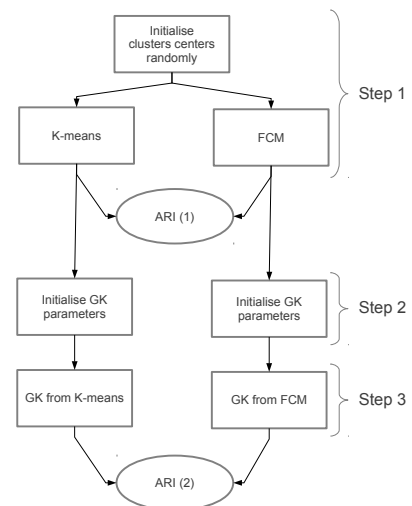 Initialise
clusters centers
randomly
Step 1
K-means
FCM
ARI (1)
Initialise GK
parameters
Initialise GK
parameters
Step 2
GK from K-means
GK from FCM
Step 3
ARI (2)